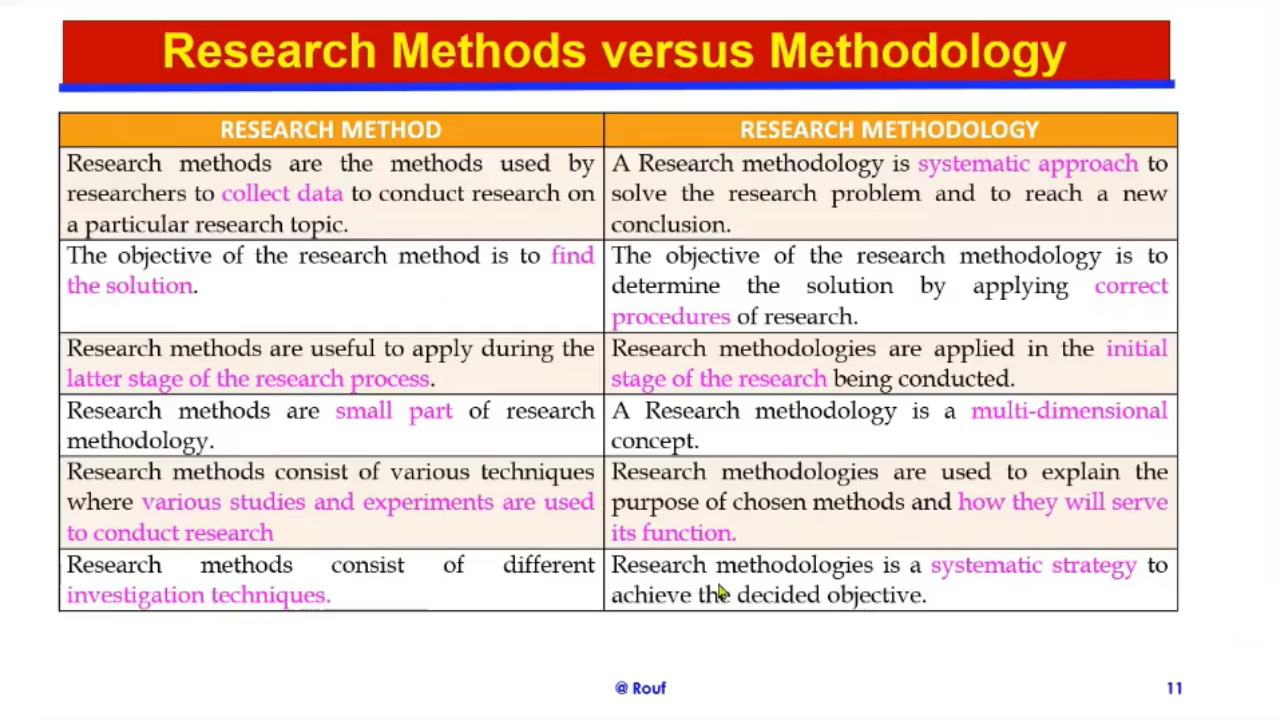 Research Methods versus Methodology
RESEARCH METHOD
RESEARCH METHODOLOGY
Research methods are the methods used by
researchers to collect data to conduct research on
a particular research topic.
A Research methodology is systematic approach to
solve the research problem and to reach a new
conclusion.
The objective of the research method is to find
the solution.
The objective of the research methodology is to
determine the solution by applying correct
procedures of research.
Research methods are useful to apply during the
latter stage of the research process.
Research methodologies are applied in the initial
stage of the research being conducted.
Research methods are small part of research
methodology.
A Research methodology is a multi-dimensional
concept.
Research methods consist of various techniques
where various studies and experiments are used
to conduct research
Research methodologies are used to explain the
purpose of chosen methods and how they will serve
its function.
Research methods consist of different
investigation techniques.
Research methodologies is a systematic strategy to
achieve the decided objective.
@ Rouf
11